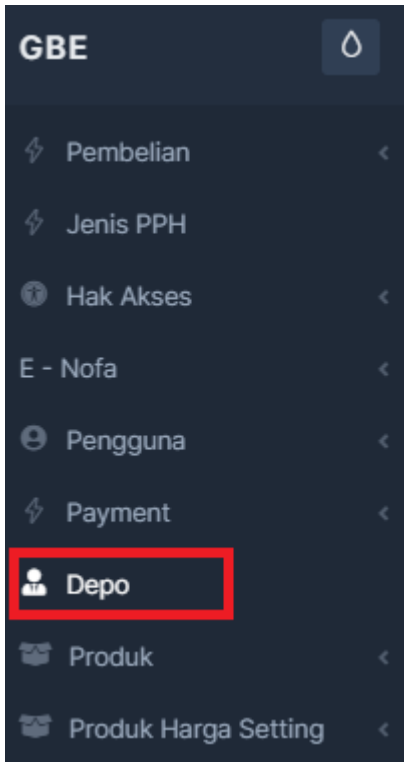 GBE
Pembelian
Jenis PPH
Hak Akses
E - Nofa
Pengguna
Payment
Depo
Produk
Produk Harga Setting